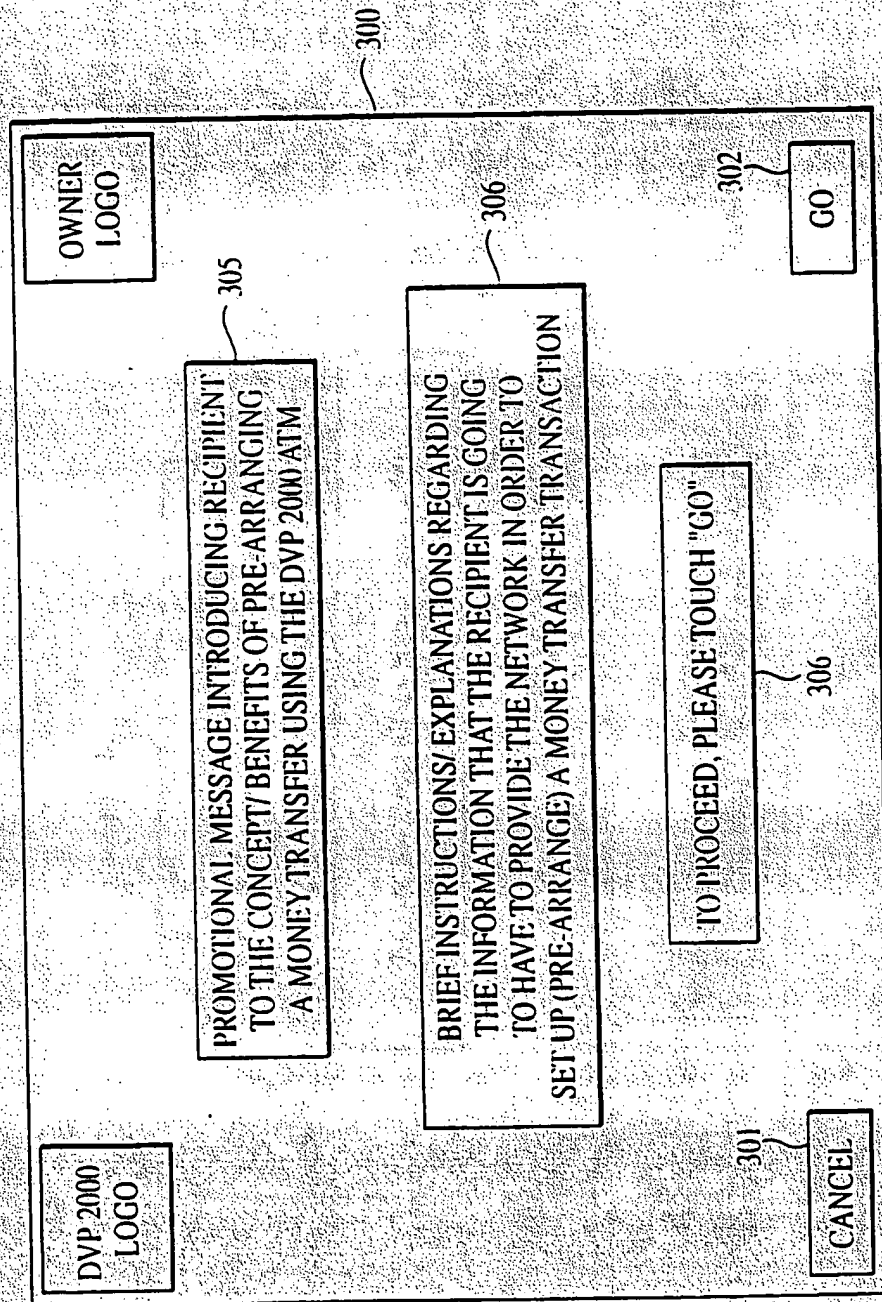 DVP 2000
LOGO
OWNER
LOGO
300
305
PROMOTIONAL MESSAGE INTRODUCING RECIPIENT
TO THE CONCEPT/ BENEFITS OF PRE-ARRANGING
A MONEY TRANSFER USING THE DVP 2000 ATM
306
BRIEF INSTRUCTIONS/ EXPLANATIONS REGARDING
THE INFORMATION THAT THE RECIPIENT IS GOING
TO HAVE TO PROVIDE THE NETWORK IN ORDER TO
SET UP (PRE-ARRANGE) A MONEY TRANSFER TRANSACTION
TO PROCEED, PLEASE TOUCH "GO"
306
301
CANCEL
302
GO